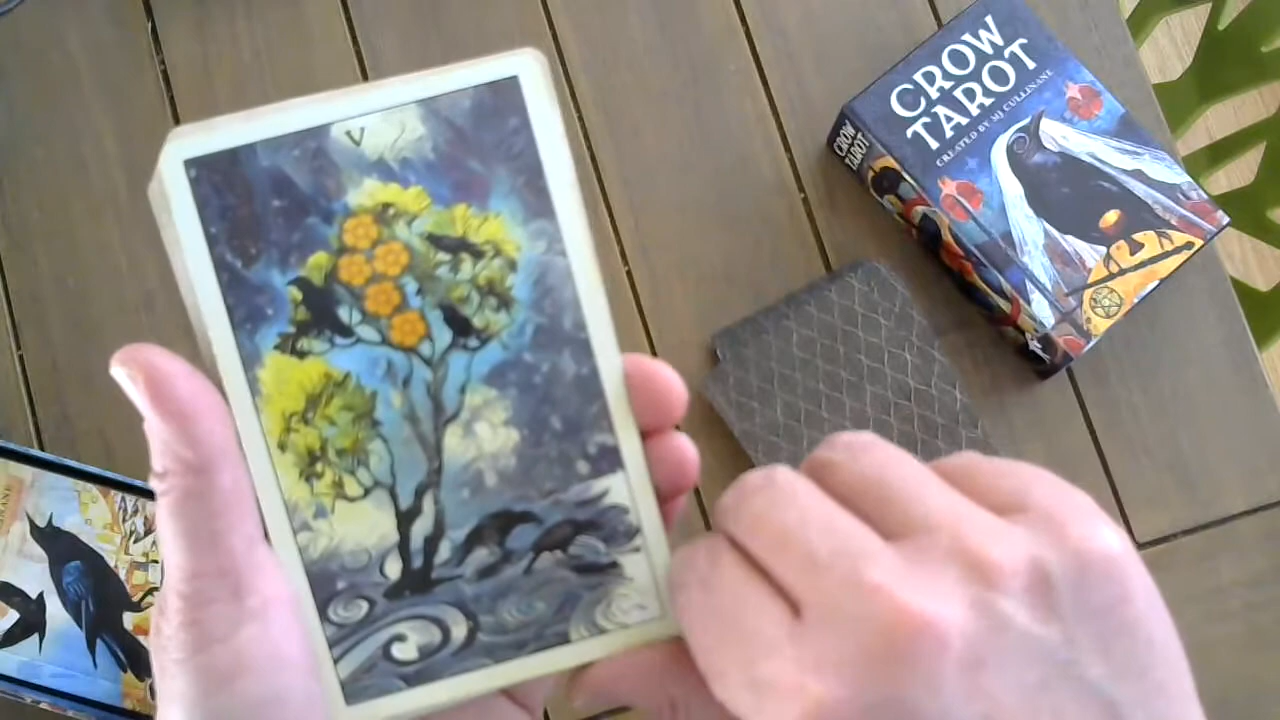 V
CROW
TAROT
CREATED BY MJ CULLINANE
CROW
TAROT